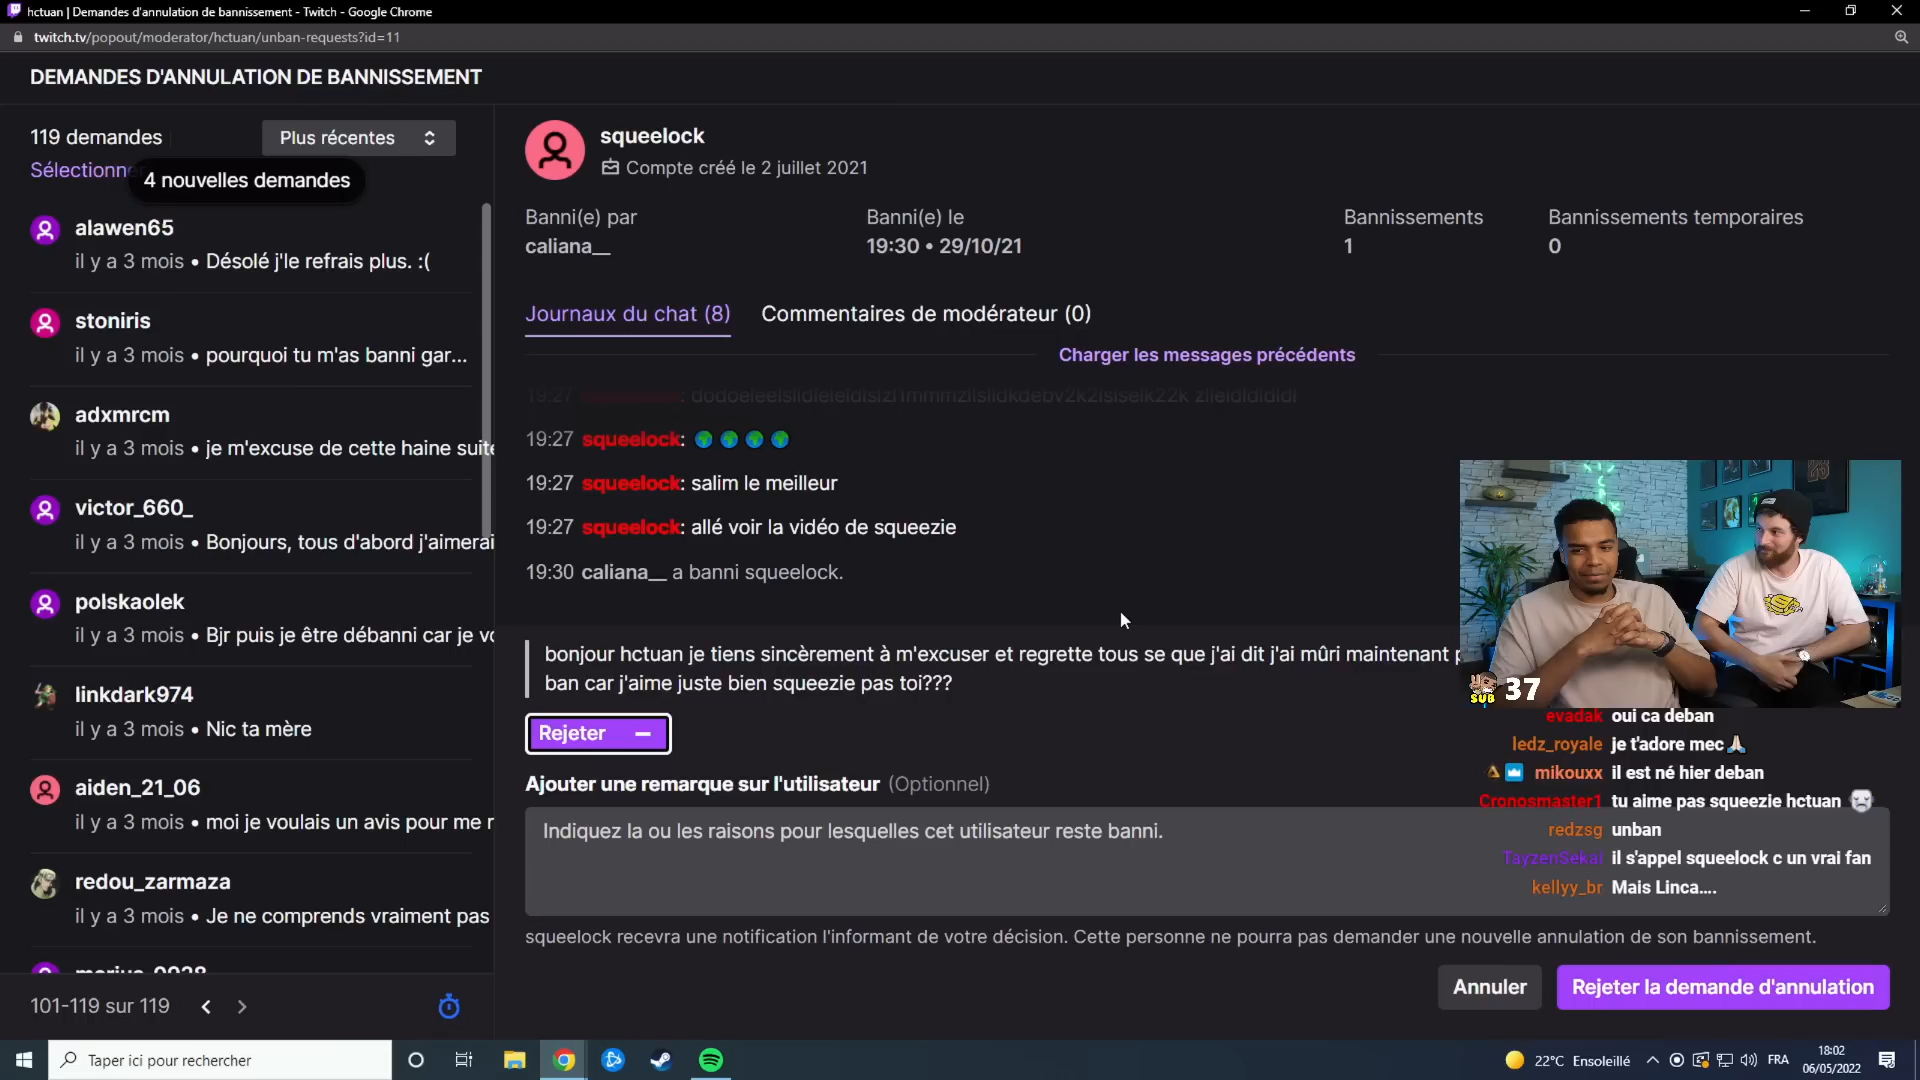 hctuan | Demandes d'annulation de bannissement - Twitch - Google Chrome
twitch.tv/popout/moderator/hctuan/unban-requests?id=11
DEMANDES D'ANNULATION DE BANNISSEMENT
119 demandes
Plus récentes
Sélectionne
4 nouvelles demandes
alawen65
il y a 3 mois • Désolé j'le refrais plus. :(
stoniris
il y a 3 mois • pourquoi tu m'as banni gar...
adxmrcm
il y a 3 mois • je m'excuse de cette haine suite
victor_660_
il y a 3 mois • Bonjours, tous d'abord j'aimerai
polskaolek
il y a 3 mois • Bjr puis je être débanni car je vo
linkdark974
il y a 3 mois • Nic ta mère
aiden_21_06
il y a 3 mois • moi je voulais un avis pour me r
redou_zarmaza
il y a 3 mois • Je ne comprends vraiment pas
101-119 sur 119
squeelock
Compte créé le 2 juillet 2021
Banni(e) par
caliana__
Banni(e) le
19:30 • 29/10/21
Bannissements
1
Bannissements temporaires
0
Journaux du chat (8)
Commentaires de modérateur (0)
Charger les messages précédents
19:27
19:27 squeelock: 🌍 🌍 🌍 🌍
19:27 squeelock: salim le meilleur
19:27 squeelock: allé voir la vidéo de squeezie
19:30 caliana__ a banni squeelock.
bonjour hctuan je tiens sincèrement à m'excuser et regrette tous se que j'ai dit j'ai mûri maintenant p
ban car j'aime juste bien squeezie pas toi???
Rejeter
Ajouter une remarque sur l'utilisateur (Optionnel)
Indiquez la ou les raisons pour lesquelles cet utilisateur reste banni.
squeelock recevra une notification l'informant de votre décision. Cette personne ne pourra pas demander une nouvelle annulation de son bannissement.
Annuler
Rejeter la demande d'annulation
SUB 37
evadak oui ca deban
ledz_royale je t'adore mec 🙏
mikouxx il est né hier deban
Cronosmaster1 tu aime pas squeezie hctuan
redzsg unban
TayzenSekai il s'appel squeelock c un vrai fan
kellyy_br Mais Linca....
Taper ici pour rechercher
22°C Ensoleillé
FRA
18:02
06/05/2022